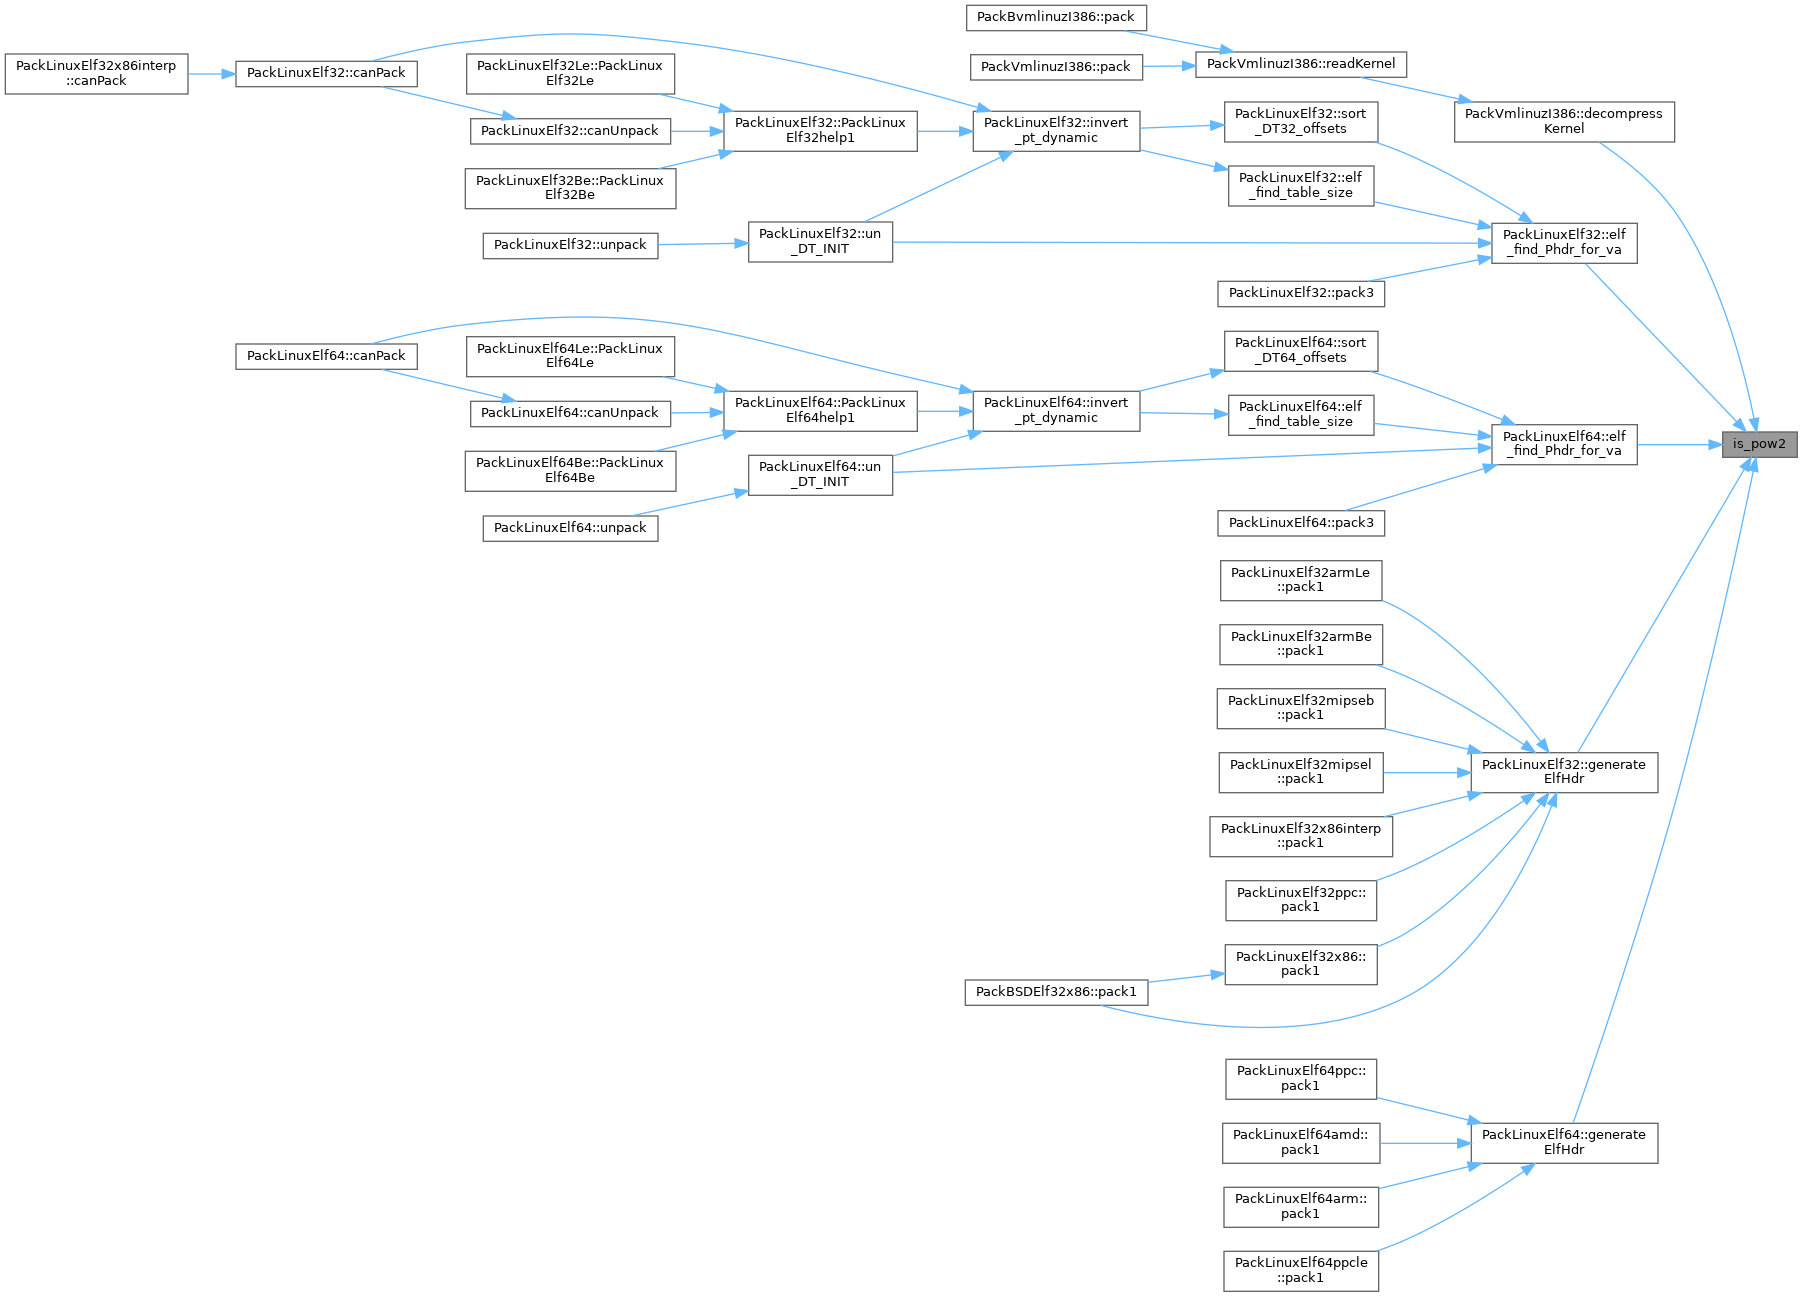 PackBvmlinuzI386::pack
PackLinuxElf32x86interp
::canPack
PackLinuxElf32::canPack
PackLinuxElf32Le::PackLinux
Elf32Le
PackVmlinuzI386::pack
PackVmlinuzI386::readKernel
PackLinuxElf32::canUnpack
PackLinuxElf32::PackLinux
Elf32help1
PackLinuxElf32::invert
_pt_dynamic
PackLinuxElf32::sort
_DT32_offsets
PackVmlinuzI386::decompress
Kernel
PackLinuxElf32Be::PackLinux
Elf32Be
PackLinuxElf32::elf
_find_table_size
PackLinuxElf32::unpack
PackLinuxElf32::un
_DT_INIT
PackLinuxElf32::elf
_find_Phdr_for_va
PackLinuxElf32::pack3
PackLinuxElf64::canPack
PackLinuxElf64Le::PackLinux
Elf64Le
PackLinuxElf64::sort
_DT64_offsets
PackLinuxElf64::canUnpack
PackLinuxElf64::PackLinux
Elf64help1
PackLinuxElf64::invert
_pt_dynamic
PackLinuxElf64::elf
_find_table_size
PackLinuxElf64::elf
_find_Phdr_for_va
is_pow2
PackLinuxElf64Be::PackLinux
Elf64Be
PackLinuxElf64::un
_DT_INIT
PackLinuxElf64::unpack
PackLinuxElf64::pack3
PackLinuxElf32armLe
::pack1
PackLinuxElf32armBe
::pack1
PackLinuxElf32mipseb
::pack1
PackLinuxElf32mipsel
::pack1
PackLinuxElf32::generate
ElfHdr
PackLinuxElf32x86interp
::pack1
PackLinuxElf32ppc::
pack1
PackLinuxElf32x86::
pack1
PackBSDElf32x86::pack1
PackLinuxElf64ppc::
pack1
PackLinuxElf64amd::
pack1
PackLinuxElf64::generate
ElfHdr
PackLinuxElf64arm::
pack1
PackLinuxElf64ppcle
::pack1